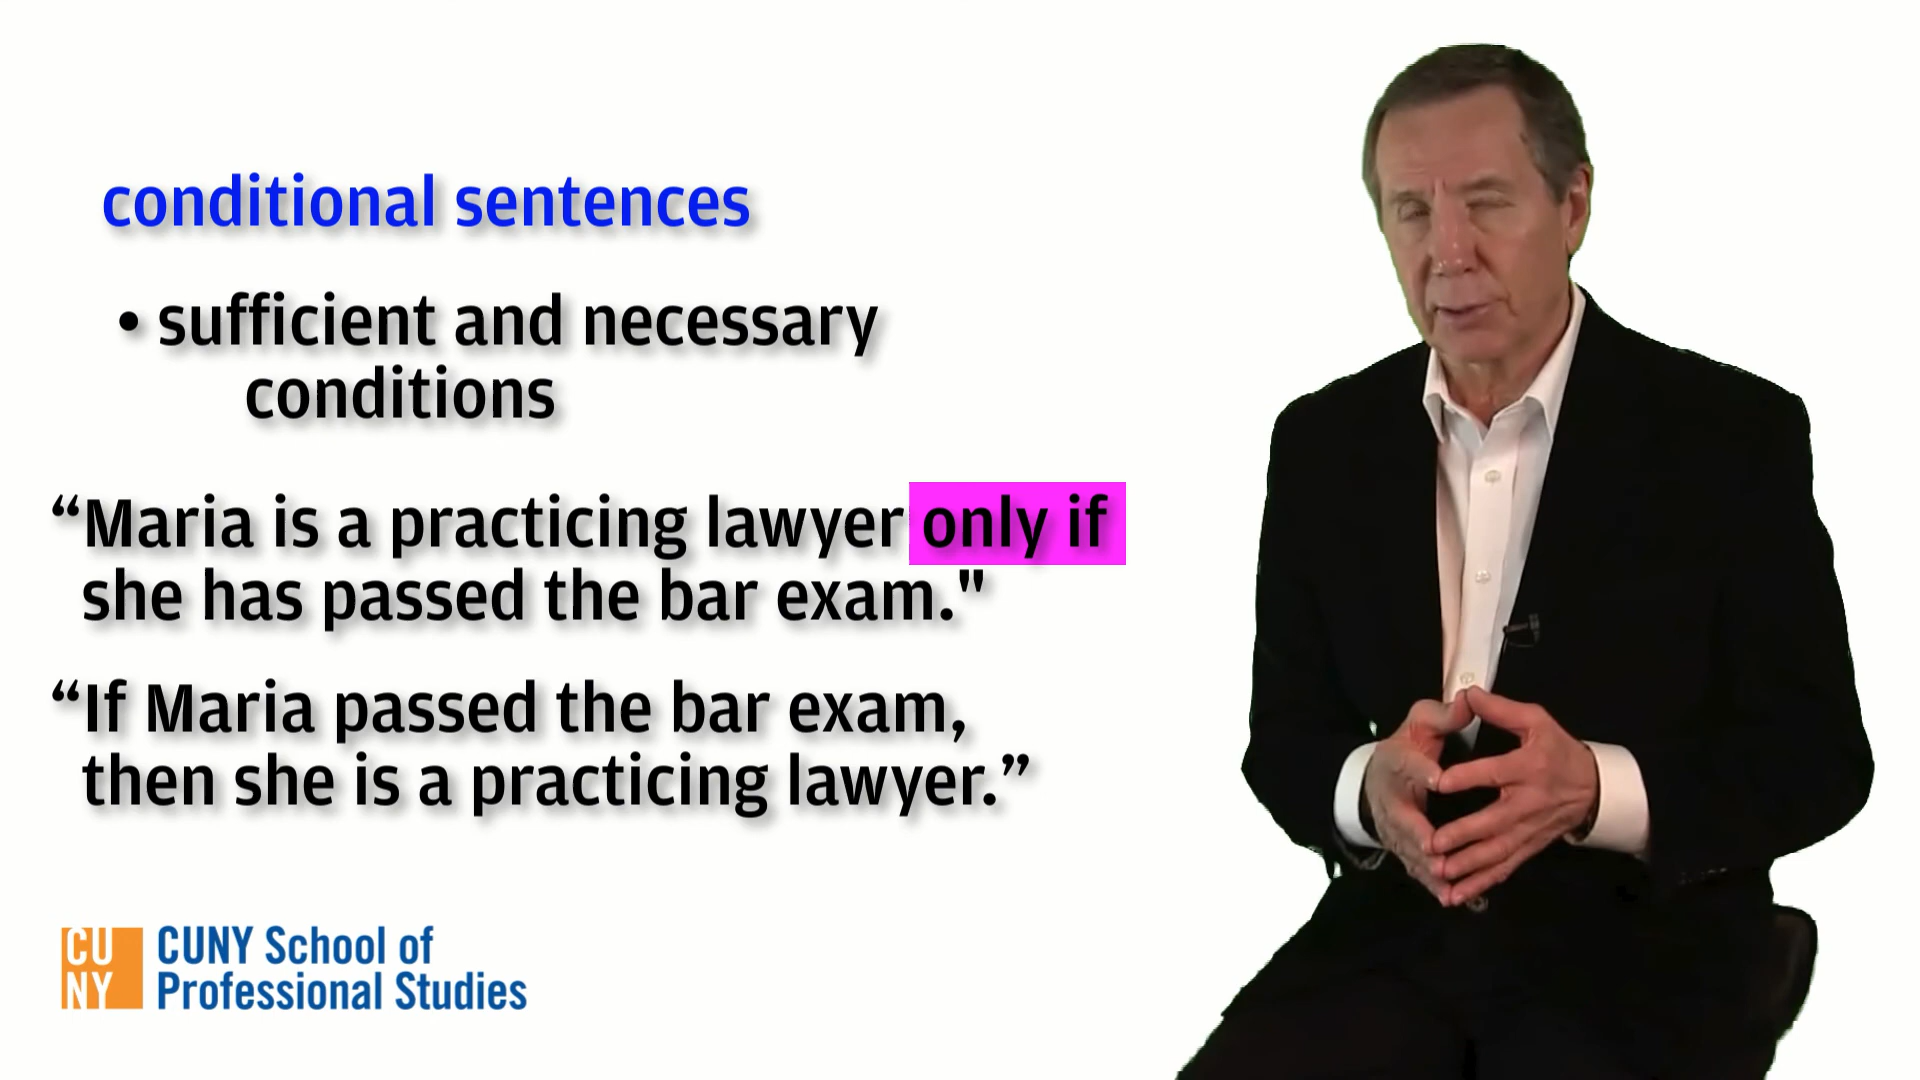 conditional sentences
• sufficient and necessary
conditions
“Maria is a practicing lawyer only if
she has passed the bar exam."
“If Maria passed the bar exam,
then she is a practicing lawyer.”
CU
NY
CUNY School of
Professional Studies